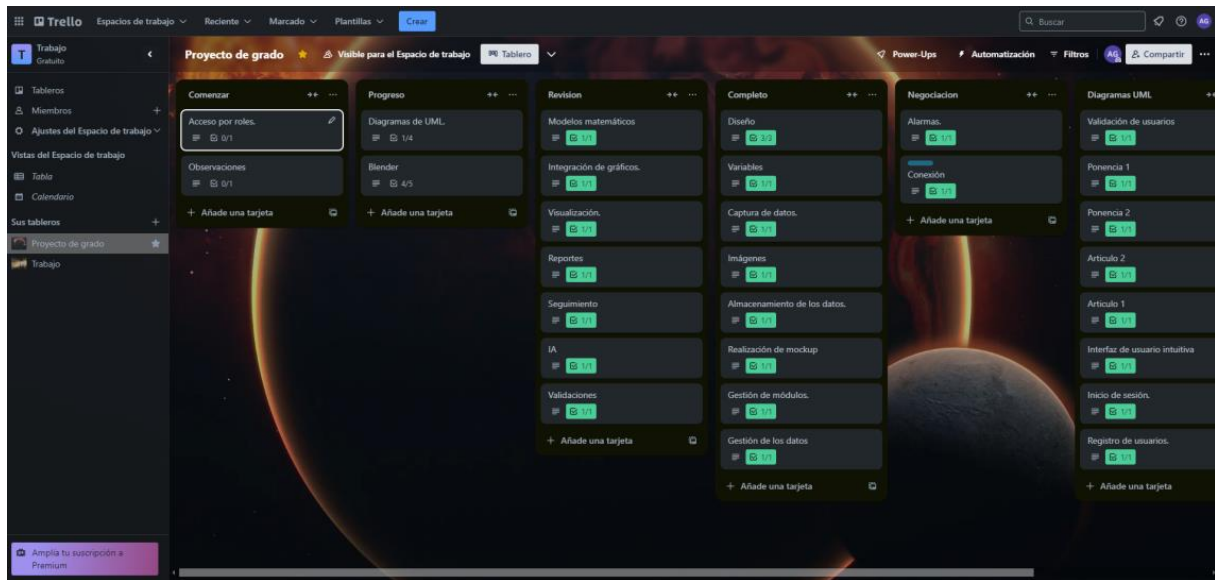 Trello Espacios de trabajo Reciente Marcado Plantillas Crear Buscar AG
T Trabajo
Gratuito
Proyecto de grado Visible para el Espacio de trabajo Tablero Power-Ups Automatización Filtros AG Compartir
Tableros
Miembros
Ajustes del Espacio de trabajo
Vistas del Espacio de trabajo
Tabla
Calendario
Sus tableros
Proyecto de grado
Trabajo
Amplía tu suscripción a
Premium
Comenzar
Acceso por roles.
0/1
Observaciones
0/1
+ Añade una tarjeta
Progreso
Diagramas de UML.
1/4
Blender
4/5
+ Añade una tarjeta
Revision
Modelos matemáticos
1/1
Integración de gráficos.
1/1
Visualización.
1/1
Reportes
1/1
Seguimiento
1/1
IA
1/1
Validaciones
1/1
+ Añade una tarjeta
Completo
Diseño
3/3
Variables
1/1
Captura de datos.
1/1
Imágenes
1/1
Almacenamiento de los datos.
1/1
Realización de mockup
1/1
Gestión de módulos.
1/1
Gestión de los datos
1/1
+ Añade una tarjeta
Negociacion
Alarmas.
1/1
Conexión
1/1
+ Añade una tarjeta
Diagramas UML
Validación de usuarios
1/1
Ponencia 1
1/1
Ponencia 2
1/1
Articulo 2
1/1
Articulo 1
1/1
Interfaz de usuario intuitiva
1/1
Inicio de sesión.
1/1
Registro de usuarios.
1/1
+ Añade una tarjeta